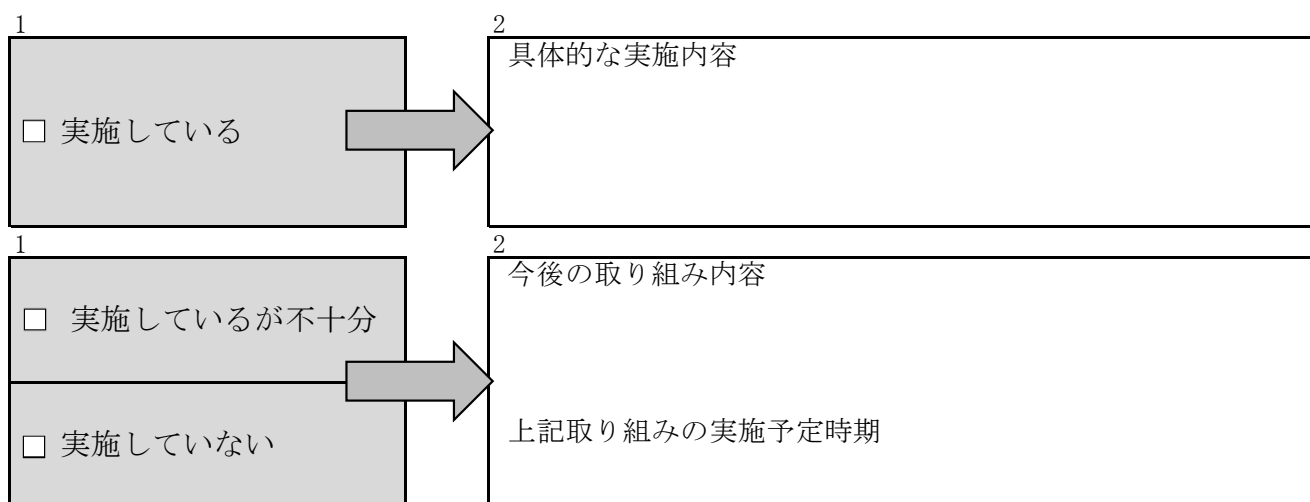 1
2
□ 実施している
具体的な実施内容
1
2
□ 実施しているが不十分
今後の取り組み内容
□ 実施していない
上記取り組みの実施予定時期